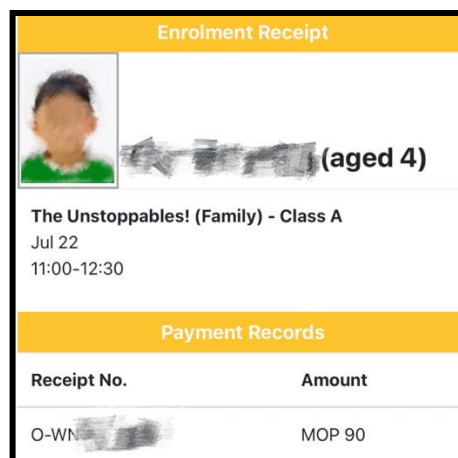 Enrolment Receipt
(aged 4)
The Unstoppables! (Family) - Class A
Jul 22
11:00-12:30
Payment Records
Receipt No. Amount
O-WN MOP 90